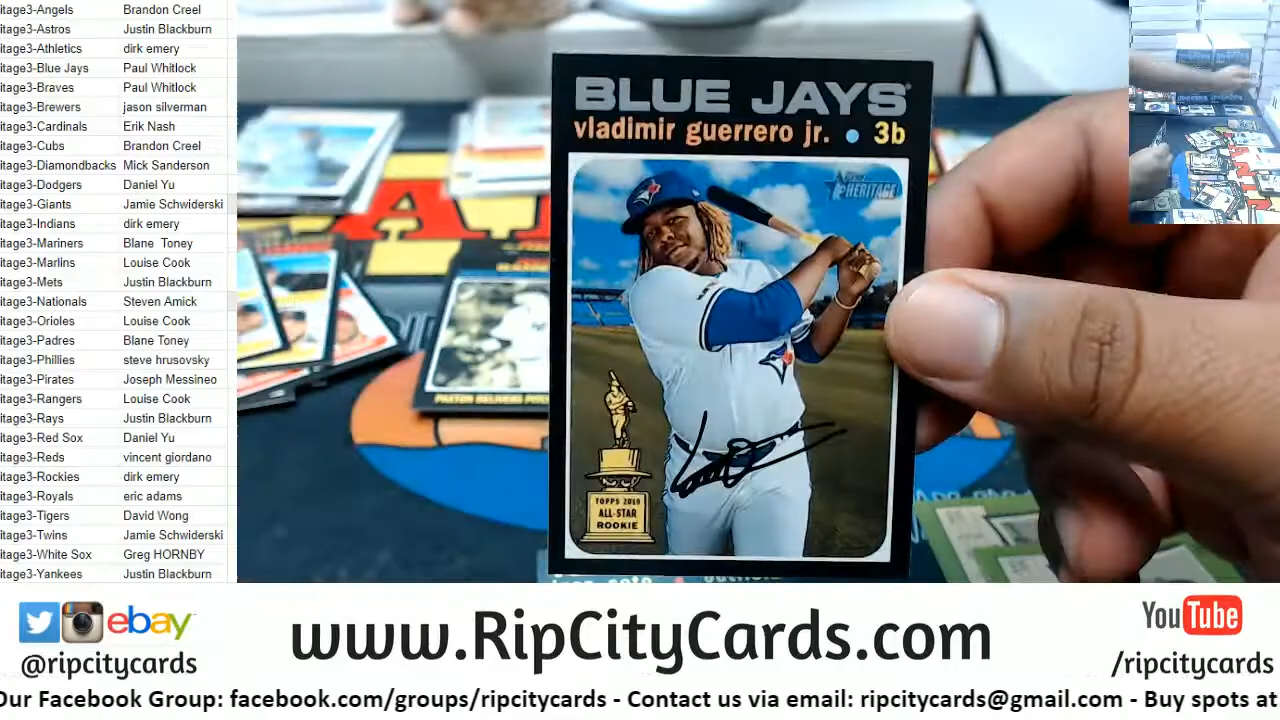 itage3-Angels Brandon Creel
itage3-Astros Justin Blackburn
itage3-Athletics dirk emery
itage3-Blue Jays Paul Whitlock
itage3-Braves Paul Whitlock
itage3-Brewers jason silverman
itage3-Cardinals Erik Nash
itage3-Cubs Brandon Creel
itage3-Diamondbacks Mick Sanderson
itage3-Dodgers Daniel Yu
itage3-Giants Jamie Schwiderski
itage3-Indians dirk emery
itage3-Mariners Blane Toney
itage3-Marlins Louise Cook
itage3-Mets Justin Blackburn
itage3-Nationals Steven Amick
itage3-Orioles Louise Cook
itage3-Padres Blane Toney
itage3-Phillies steve hrusovsky
itage3-Pirates Joseph Messineo
itage3-Rangers Louise Cook
itage3-Rays Justin Blackburn
itage3-Red Sox Daniel Yu
itage3-Reds vincent giordano
itage3-Rockies dirk emery
itage3-Royals eric adams
itage3-Tigers David Wong
itage3-Twins Jamie Schwiderski
itage3-White Sox Greg HORNBY
itage3-Yankees Justin Blackburn
BLUE JAYS
vladimir guerrero jr. • 3b
HERITAGE
TOPPS 2019
ALL-STAR
ROOKIE
ebay
@ripcitycards
www.RipCityCards.com
YouTube
/ripcitycards
Our Facebook Group: facebook.com/groups/ripcitycards - Contact us via email: ripcitycards@gmail.com - Buy spots at